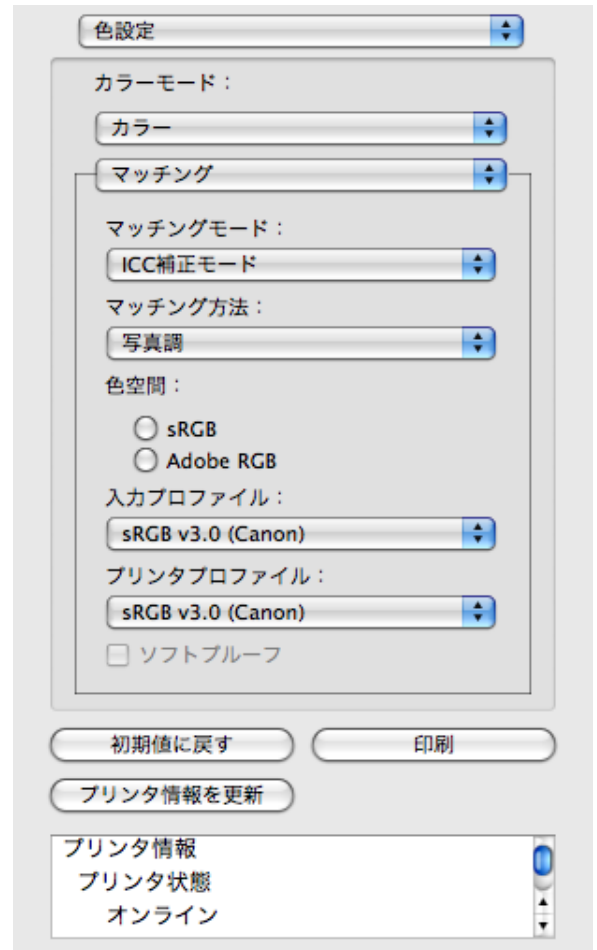 色設定
カラーモード：
カラー
マッチング
マッチングモード：
ICC補正モード
マッチング方法：
写真調
色空間：
sRGB
Adobe RGB
入力プロファイル：
sRGB v3.0 (Canon)
プリンタプロファイル：
sRGB v3.0 (Canon)
ソフトプルーフ
初期値に戻す 印刷
プリンタ情報を更新
プリンタ情報
プリンタ状態
オンライン